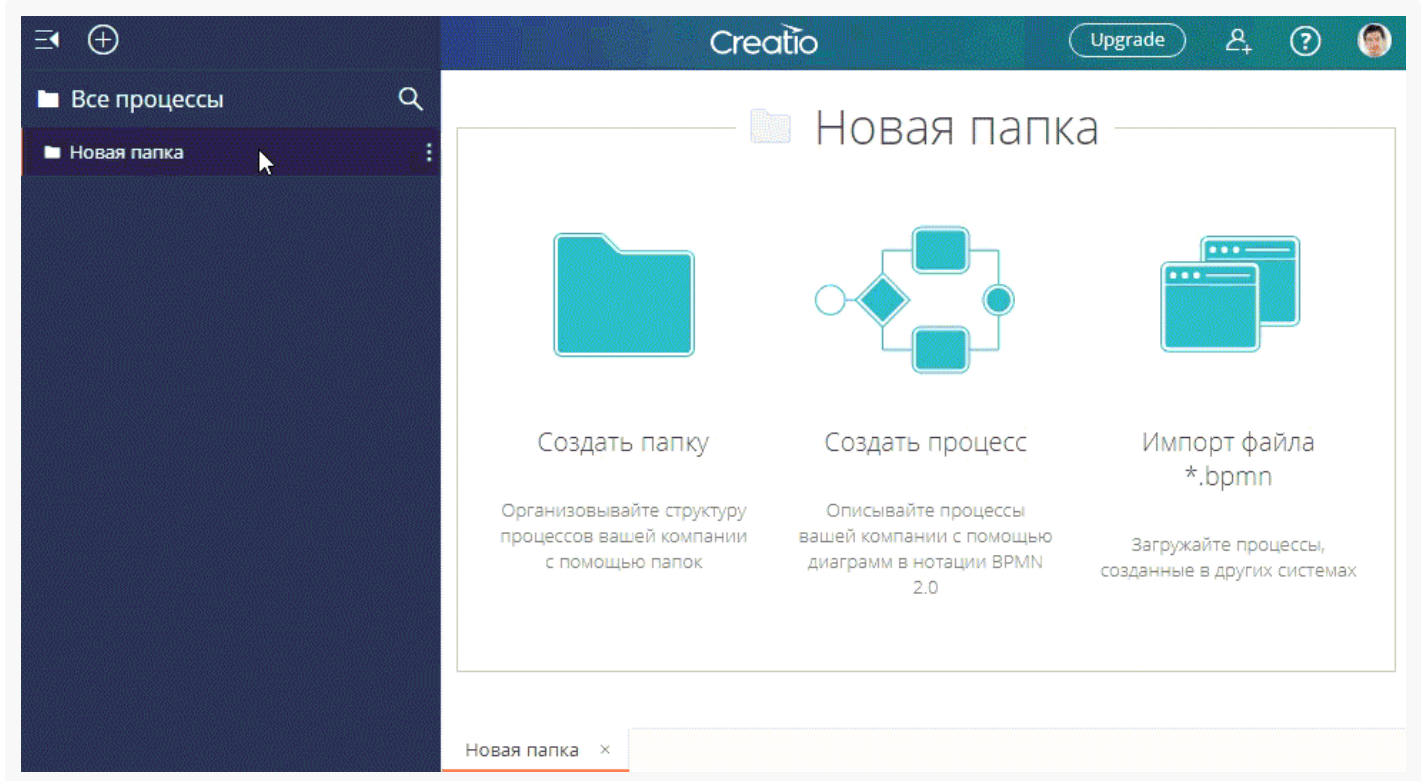 Creatio
Upgrade
Все процессы
Новая папка
Новая папка
Создать папку
Организовывайте структуру
процессов вашей компании
с помощью папок
Создать процесс
Описывайте процессы
вашей компании с помощью
диаграмм в нотации BPMN
2.0
Импорт файла
*.bpmn
Загружайте процессы,
созданные в других системах
Новая папка